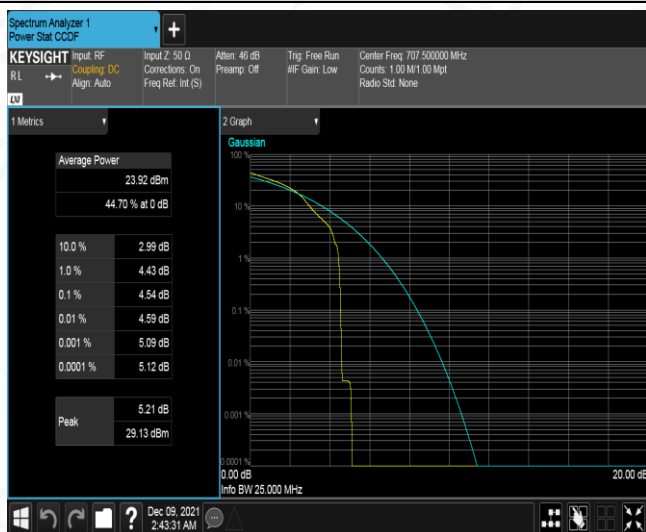 Spectrum Analyzer 1
Power Stat CCDF
+
KEYSIGHT
RL
LXI
Input: RF
Coupling: DC
Align: Auto
Input Z: 50 Ω
Corrections: On
Freq Ref: Int (S)
Atten: 46 dB
Preamp: Off
Trig: Free Run
#IF Gain: Low
Center Freq: 707.500000 MHz
Counts: 1.00 M/1.00 Mpt
Radio Std: None
1 Metrics
Average Power
23.92 dBm
44.70 % at 0 dB
10.0 % 2.99 dB
1.0 % 4.43 dB
0.1 % 4.54 dB
0.01 % 4.59 dB
0.001 % 5.09 dB
0.0001 % 5.12 dB
Peak
5.21 dB
29.13 dBm
2 Graph
Gaussian
100 %
10 %
1 %
0.1 %
0.01 %
0.001 %
0.0001 %
0.00 dB 20.00 dB
Info BW 25.000 MHz
?
Dec 09, 2021
2:43:31 AM